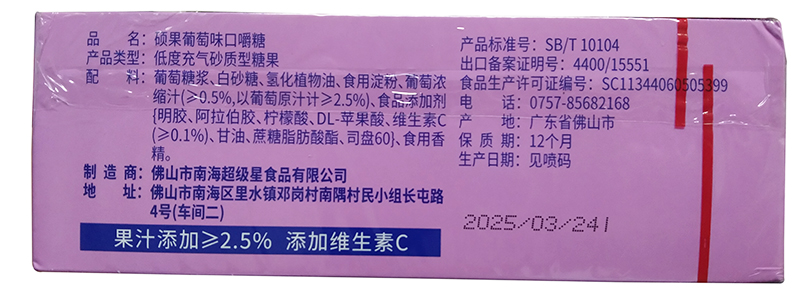 品 名：硕果葡萄味口嚼糖
产品类型：低度充气砂质型糖果
配 料：葡萄糖浆、白砂糖、氢化植物油、食用淀粉、葡萄浓
缩汁(≥0.5%,以葡萄原汁计≥2.5%)、食品添加剂
{明胶、阿拉伯胶、柠檬酸、DL-苹果酸、维生素C
(≥0.1%)、甘油、蔗糖脂肪酸酯、司盘60}、食用香
精。
制 造 商：佛山市南海超级星食品有限公司
地 址：佛山市南海区里水镇邓岗村南隅村民小组长屯路
4号(车间二)
果汁添加≥2.5% 添加维生素C
产品标准号：SB/T 10104
出口备案证明号：4400/15551
食品生产许可证编号：SC11344060505399
电 话：0757-85682168
产 地：广东省佛山市
保 质 期：12个月
生产日期：见喷码
2025/03/241